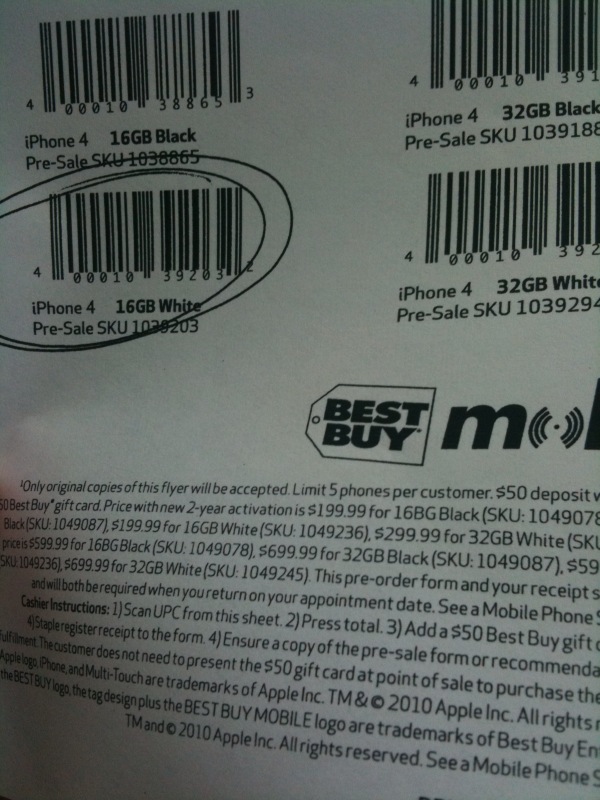 4 00010 38865 3
iPhone 4 16GB Black
Pre-Sale SKU 1038865
4 00010 391
iPhone 4 32GB Black
Pre-Sale SKU 1039188
4 00010 39203 2
iPhone 4 16GB White
Pre-Sale SKU 1039203
4 00010 392
iPhone 4 32GB White
Pre-Sale SKU 1039294
BEST BUY
¹Only original copies of this flyer will be accepted. Limit 5 phones per customer. $50 deposit
50 Best Buy® gift card. Price with new 2-year activation is $199.99 for 16BG Black (SKU: 1049078
Black (SKU: 1049087), $199.99 for 16GB White (SKU: 1049236), $299.99 for 32GB White (SKU
price is $599.99 for 16BG Black (SKU: 1049078), $699.99 for 32GB Black (SKU: 1049087), $59
SKU: 1049236), $699.99 for 32GB White (SKU: 1049245). This pre-order form and your receipt s
and will both be required when you return on your appointment date. See a Mobile Phone S
Cashier Instructions: 1) Scan UPC from this sheet. 2) Press total. 3) Add a $50 Best Buy gift c
4) Staple register receipt to the form. 4) Ensure a copy of the pre-sale form or recommenda
fulfillment. The customer does not need to present the $50 gift card at point of sale to purchase the
Apple logo, iPhone, and Multi-Touch are trademarks of Apple Inc. TM & © 2010 Apple Inc. All rights r
the BEST BUY logo, the tag design plus the BEST BUY MOBILE logo are trademarks of Best Buy En
TM and © 2010 Apple Inc. All rights reserved. See a Mobile Phone S